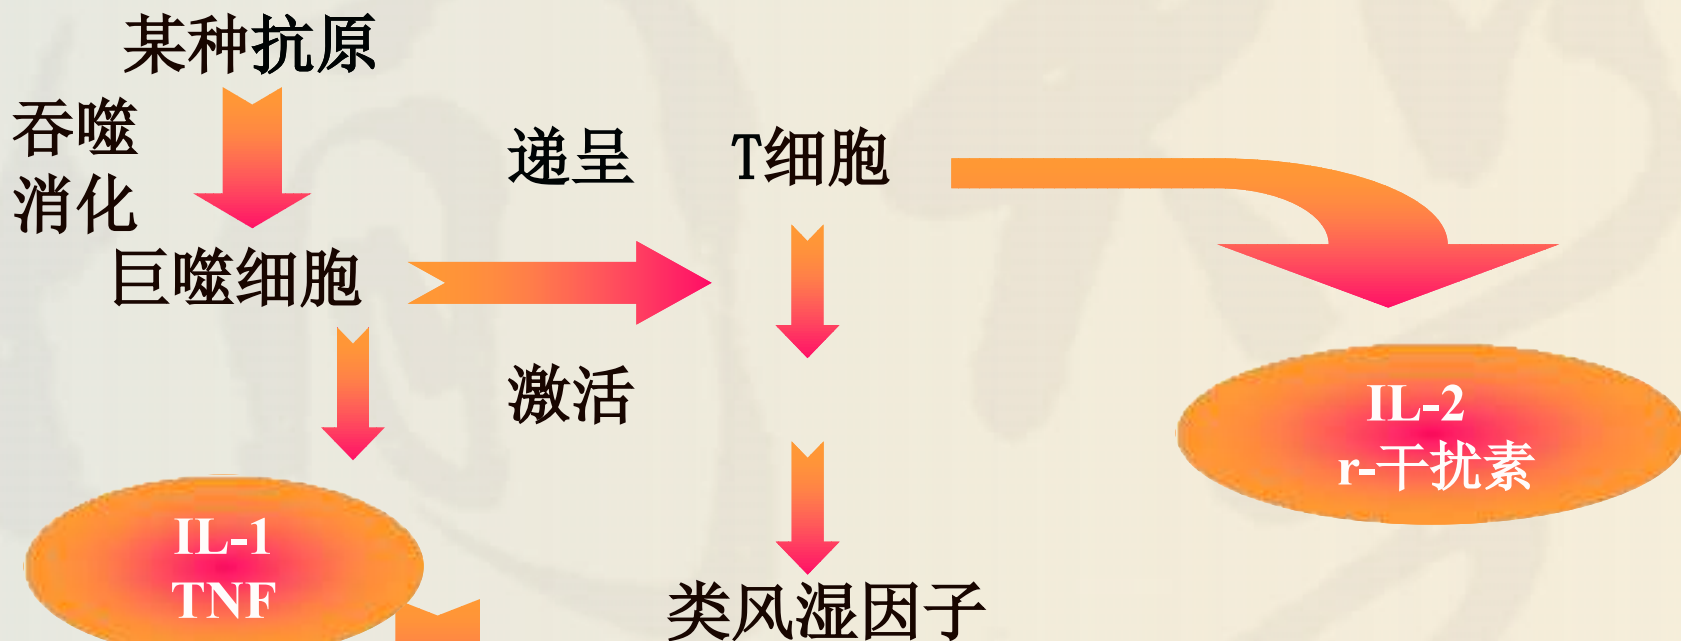 某种抗原
吞噬
消化
递呈
T细胞
巨噬细胞
激活
IL-2
r-干扰素
IL-1
TNF
类风湿因子